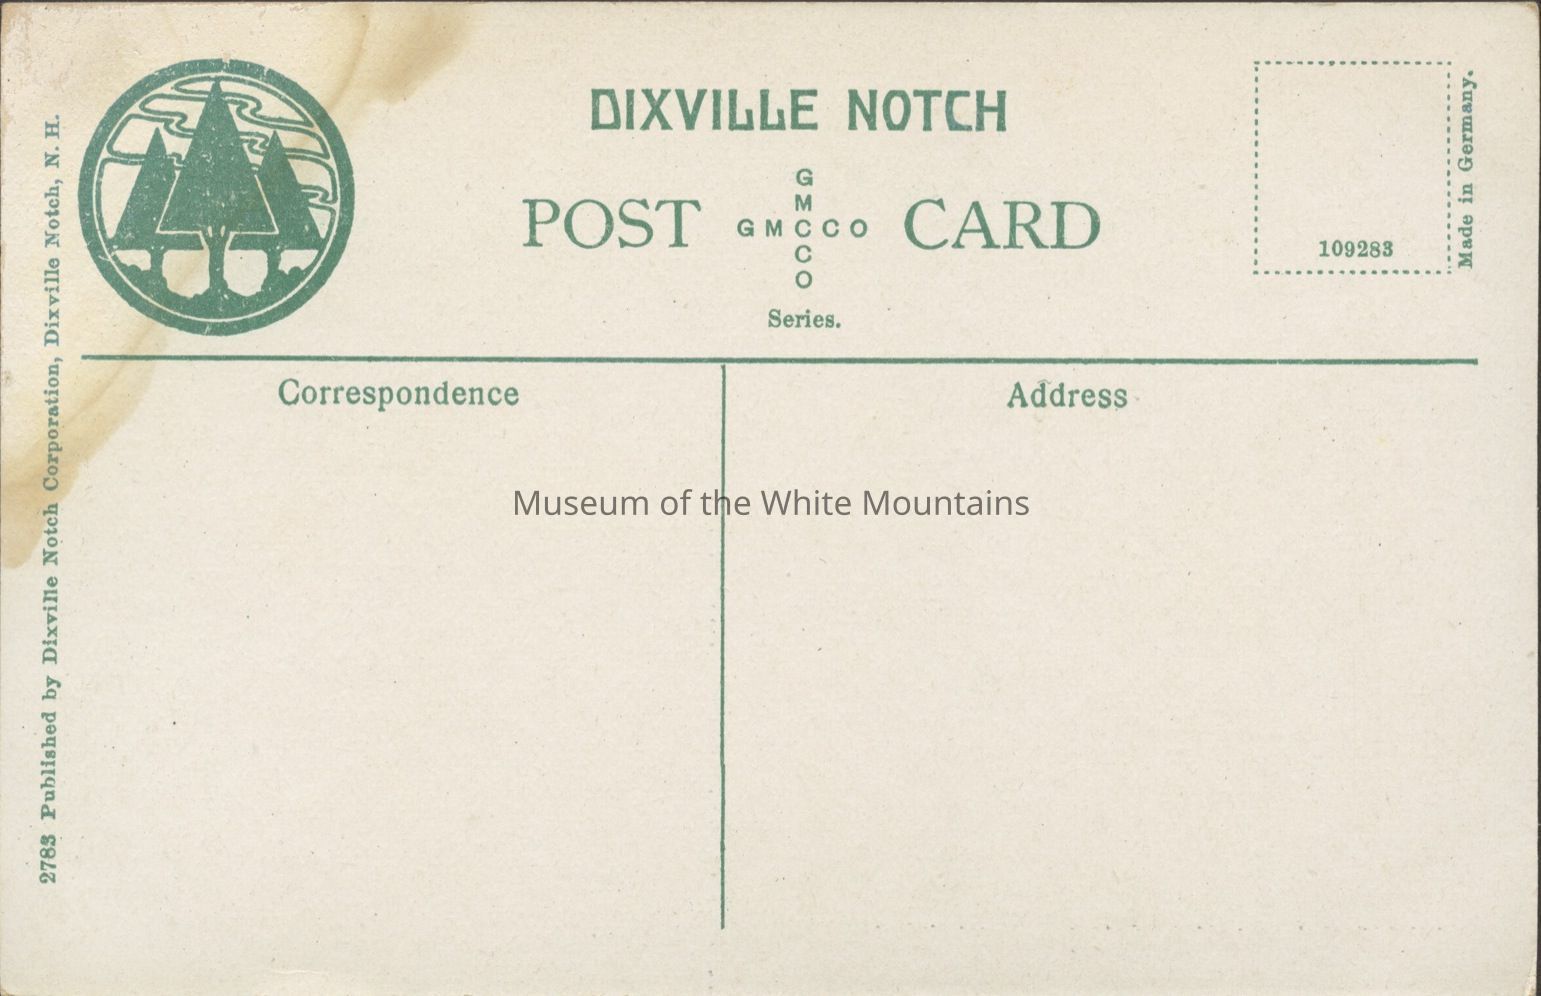 DIXVILLE NOTCH
POST GMCCO CARD
G
M
C
C
O
Series.
109283
Made in Germany.
Correspondence
Address
Museum of the White Mountains
2783 Published by Dixville Notch Corporation, Dixville Notch, N. H.